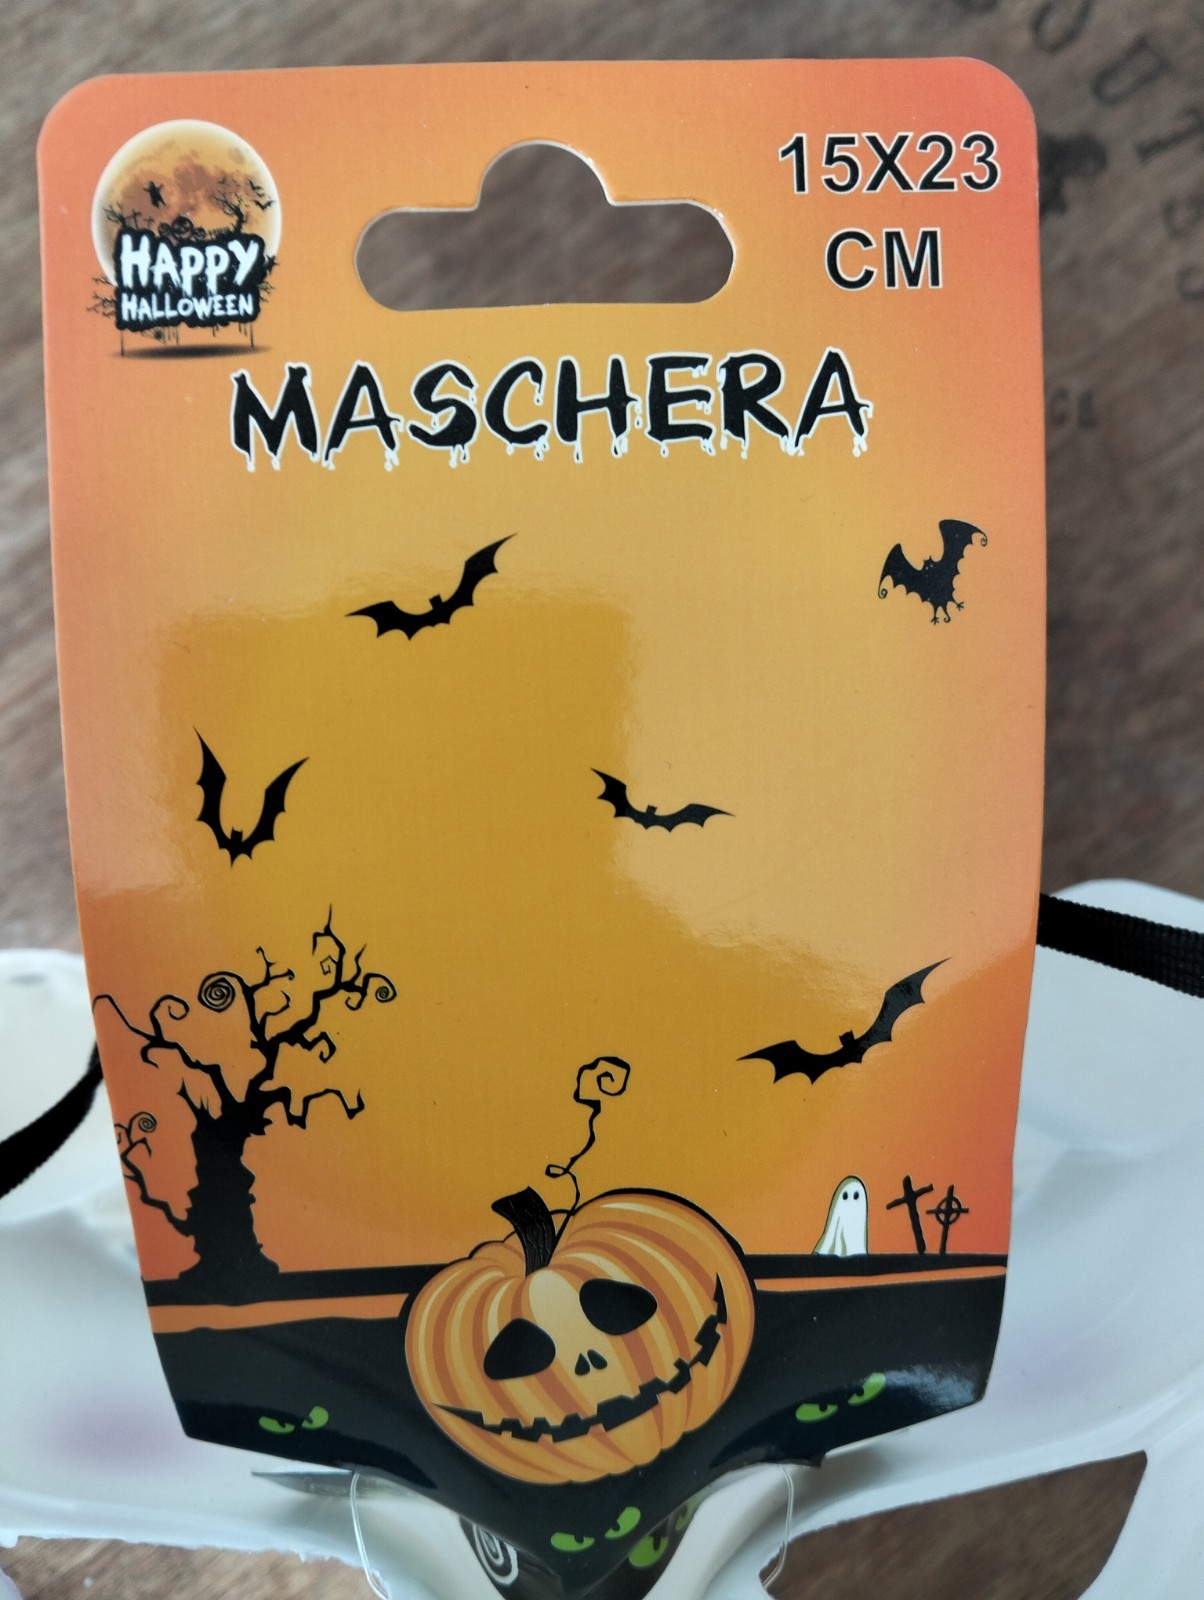 HAPPY
HALLOWEEN
15X23
CM
MASCHERA